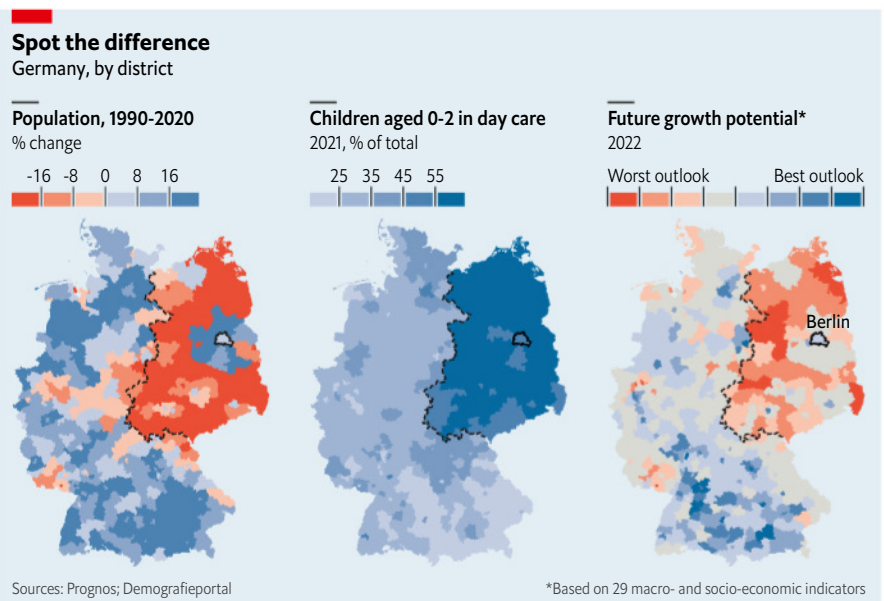 Spot the difference
Germany, by district
Population, 1990-2020
% change
-16 -8 0 8 16
Children aged 0-2 in day care
2021, % of total
25 35 45 55
Future growth potential*
2022
Worst outlook Best outlook
Berlin
Sources: Prognos; Demografieportal
*Based on 29 macro- and socio-economic indicators